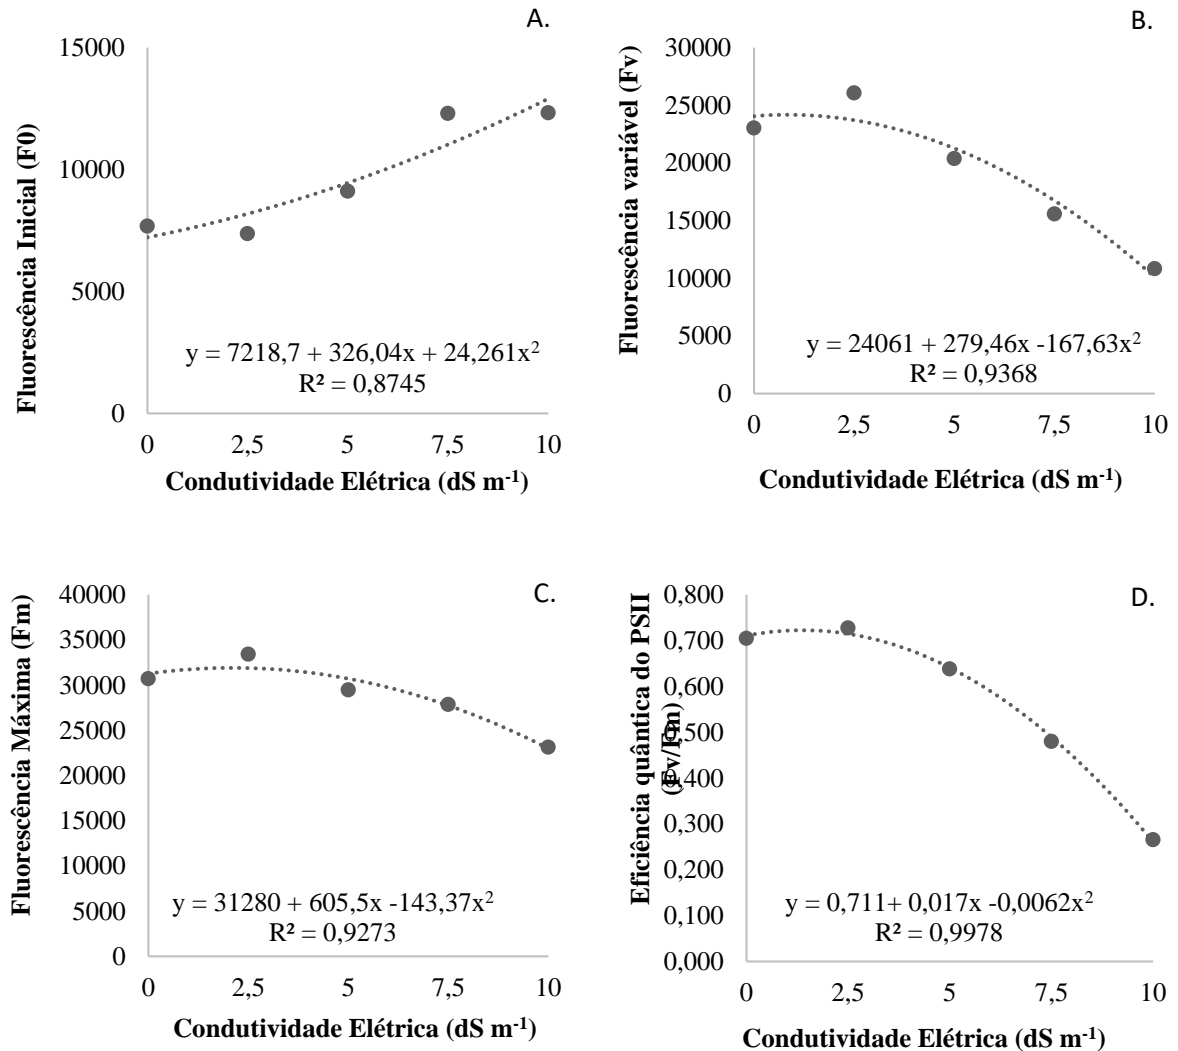 A.
Fluorescência Inicial (F0)
15000
10000
5000
0
y = 7218,7 + 326,04x + 24,261x²
R² = 0,8745
0 2,5 5 7,5 10
Condutividade Elétrica (dS m⁻¹)
B.
Fluorescência variável (Fv)
30000
25000
20000
15000
10000
5000
0
y = 24061 + 279,46x -167,63x²
R² = 0,9368
0 2,5 5 7,5 10
Condutividade Elétrica (dS m⁻¹)
C.
Fluorescência Máxima (Fm)
40000
35000
30000
25000
20000
15000
10000
5000
0
y = 31280 + 605,5x -143,37x²
R² = 0,9273
0 2,5 5 7,5 10
Condutividade Elétrica (dS m⁻¹)
D.
Eficiência quântica do PSII
(Fv/Fm)
0,800
0,700
0,600
0,500
0,400
0,300
0,200
0,100
0,000
y = 0,711+ 0,017x -0,0062x²
R² = 0,9978
0 2,5 5 7,5 10
Condutividade Elétrica (dS m⁻¹)